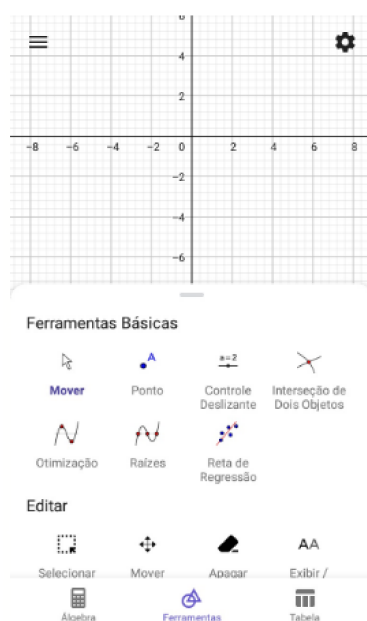 6
4
2
-8 -6 -4 -2 0 2 4 6 8
-2
-4
-6
Ferramentas Básicas
A
a=2
Mover Ponto Controle Deslizante Interseção de Dois Objetos
Otimização Raízes Reta de Regressão
Editar
AA
Selecionar Mover Apagar Exibir /
Álgebra Ferramentas Tabela